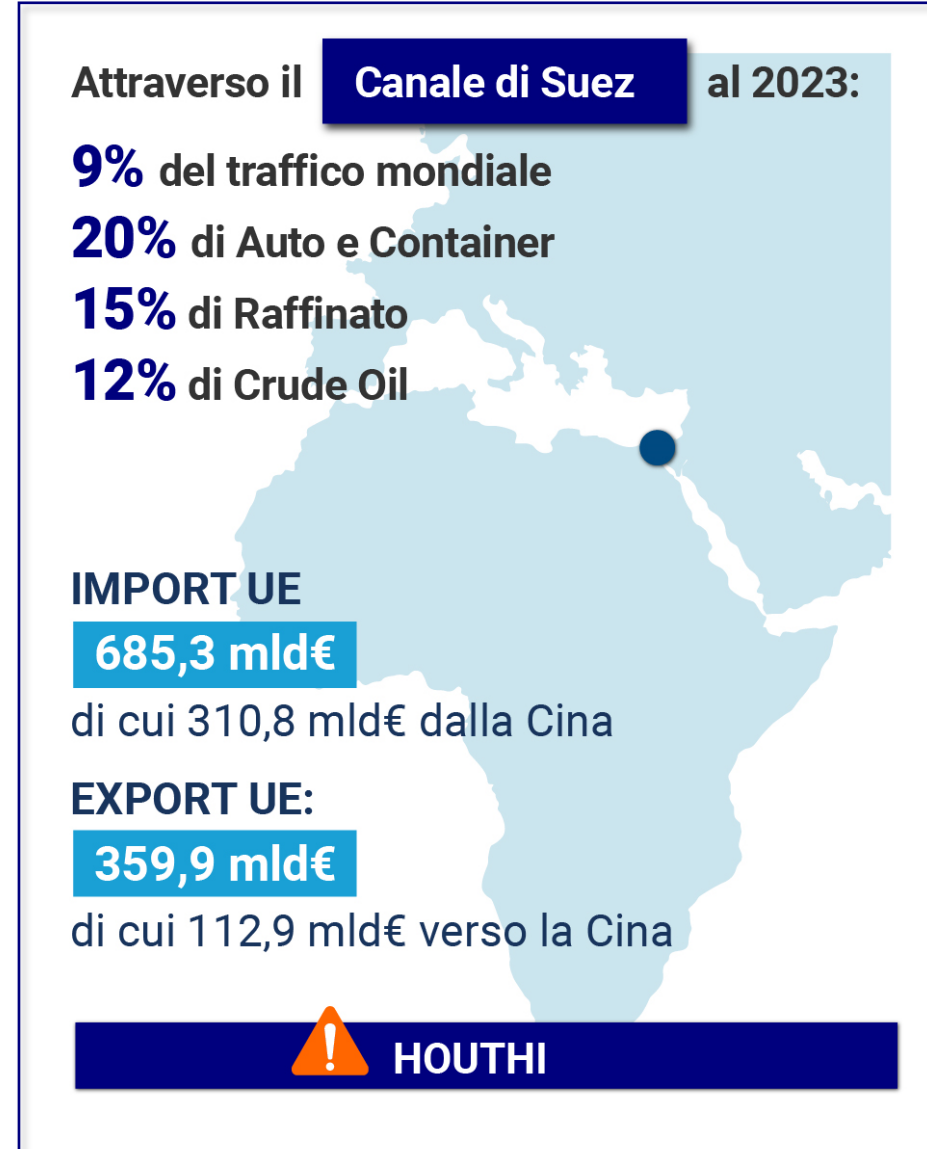 Attraverso il Canale di Suez al 2023:
9% del traffico mondiale
20% di Auto e Container
15% di Raffinato
12% di Crude Oil
IMPORT UE
685,3 mld€
di cui 310,8 mld€ dalla Cina
EXPORT UE:
359,9 mld€
di cui 112,9 mld€ verso la Cina
HOUTHI